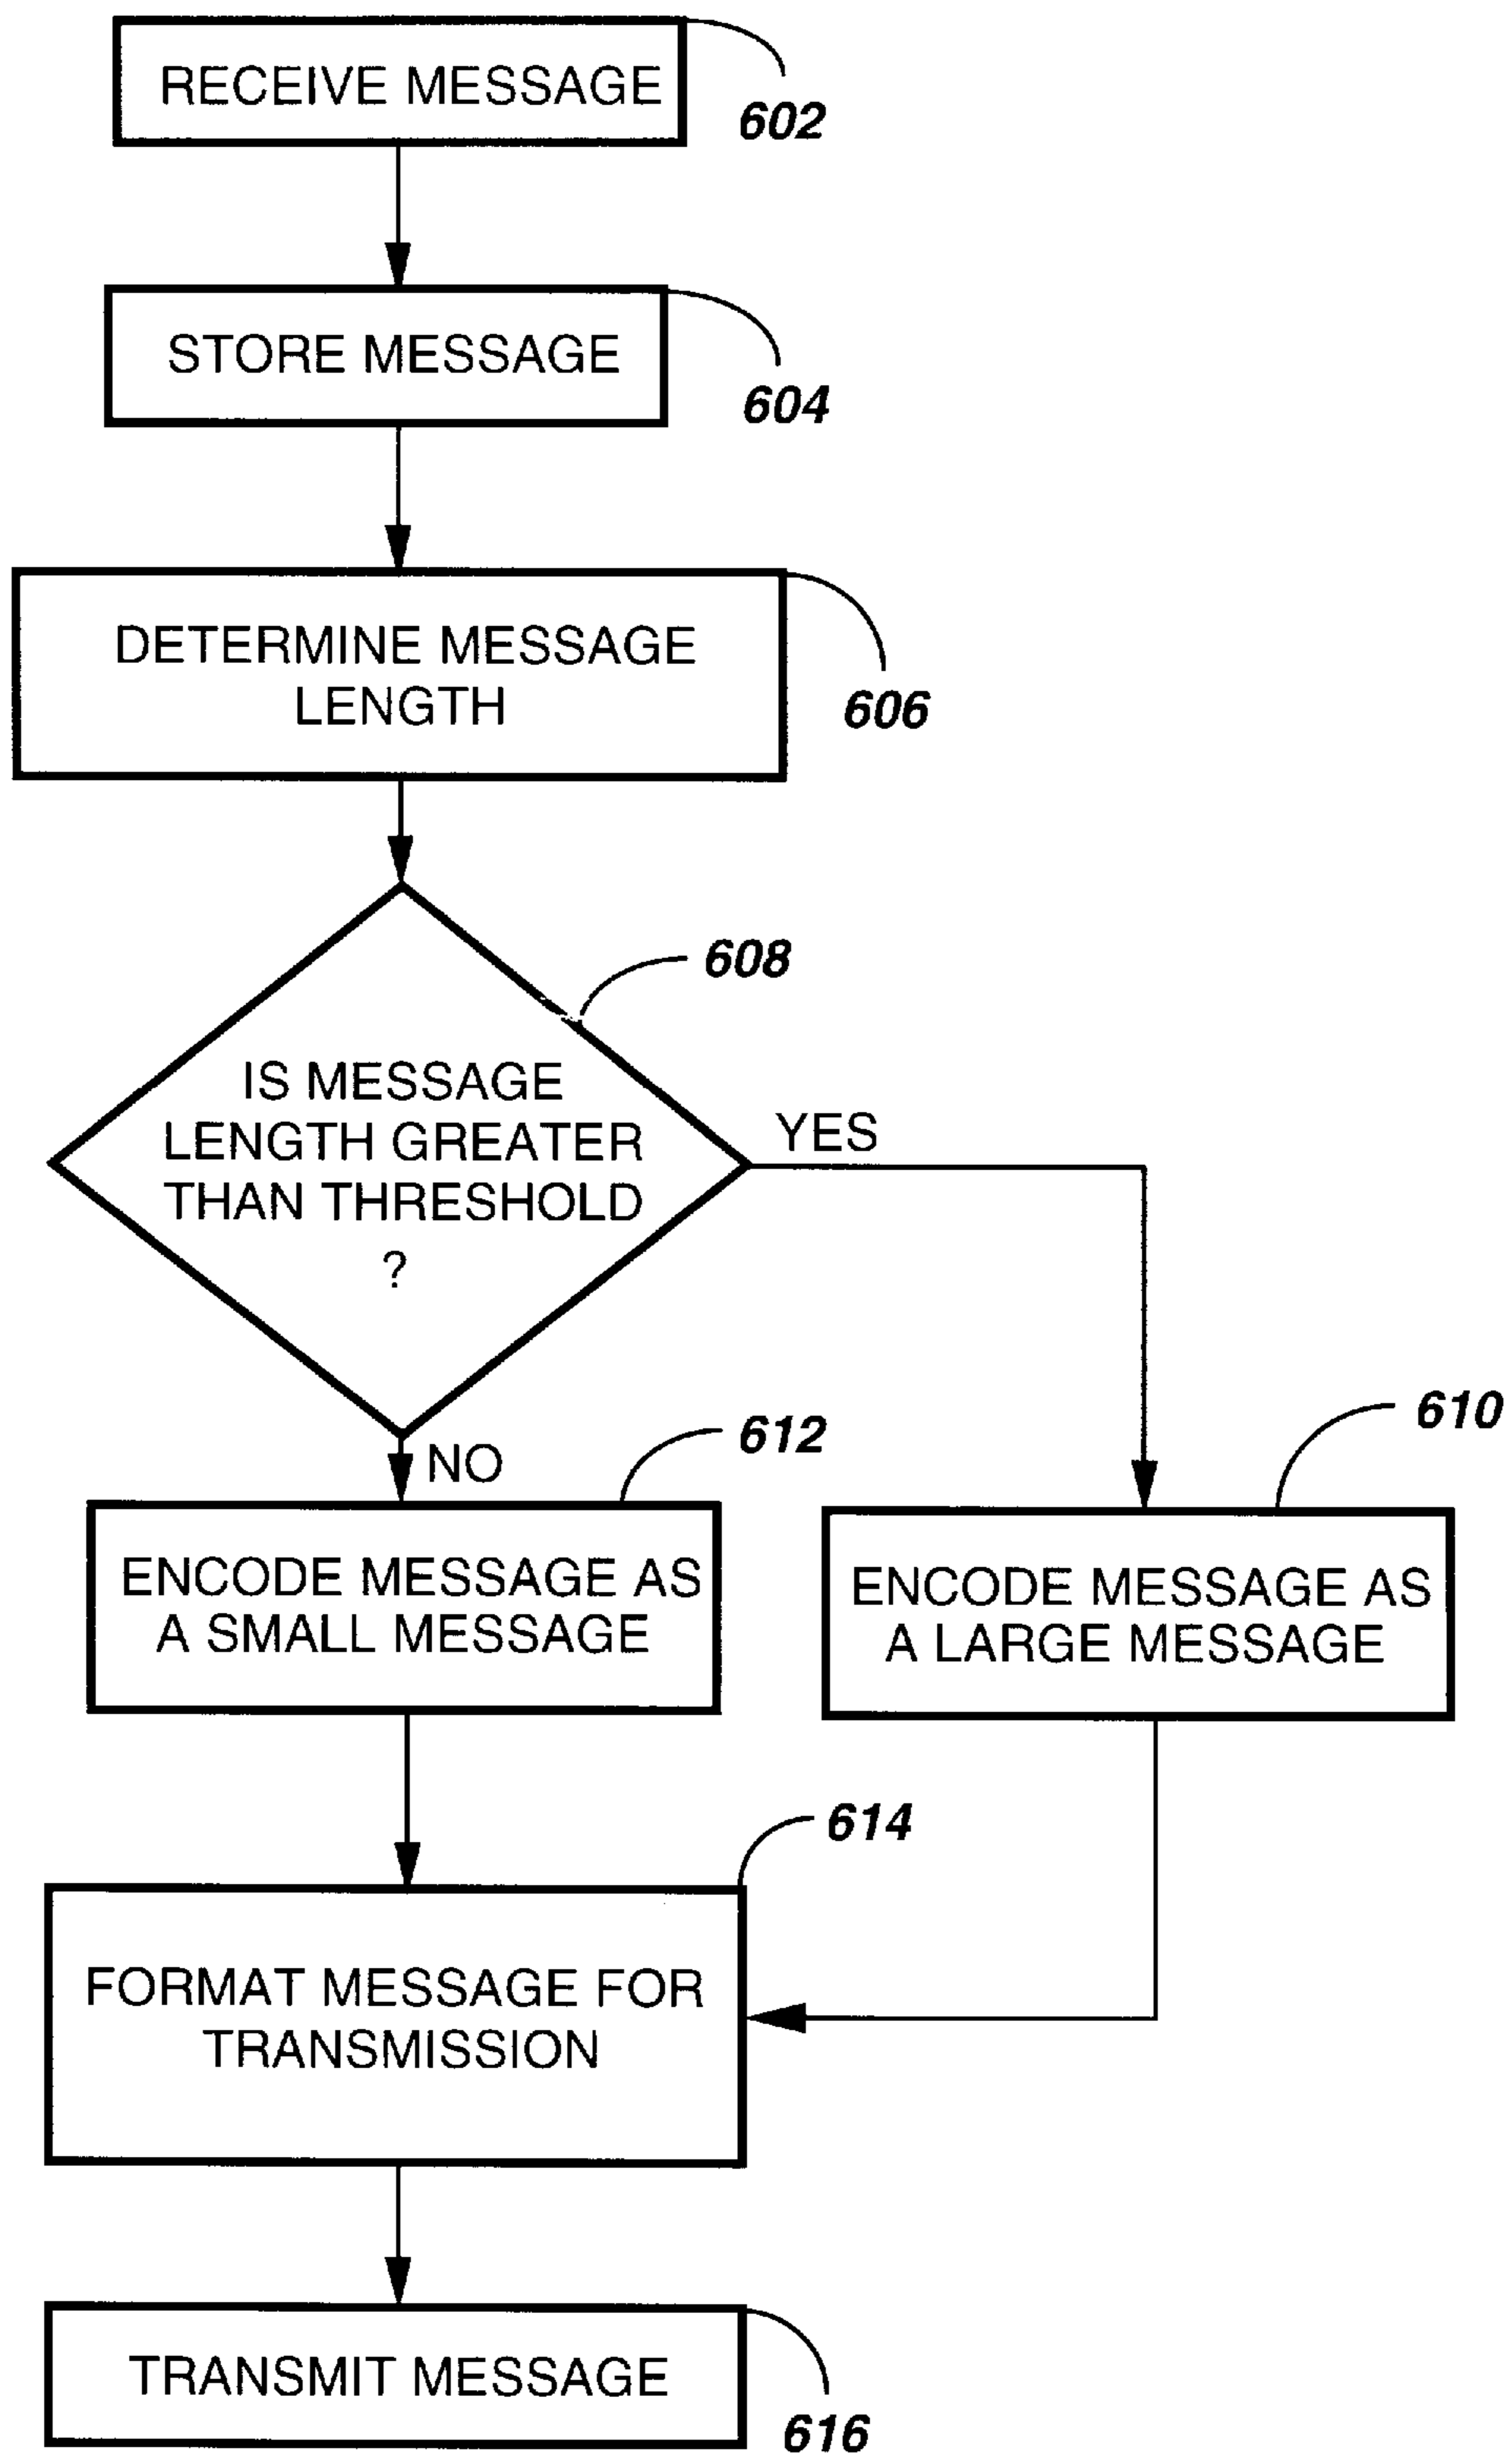 RECEIVE MESSAGE
602
STORE MESSAGE
604
DETERMINE MESSAGE
LENGTH
606
608
IS MESSAGE
LENGTH GREATER
THAN THRESHOLD
?
YES
NO
612
610
ENCODE MESSAGE AS
A SMALL MESSAGE
ENCODE MESSAGE AS
A LARGE MESSAGE
614
FORMAT MESSAGE FOR
TRANSMISSION
TRANSMIT MESSAGE
616